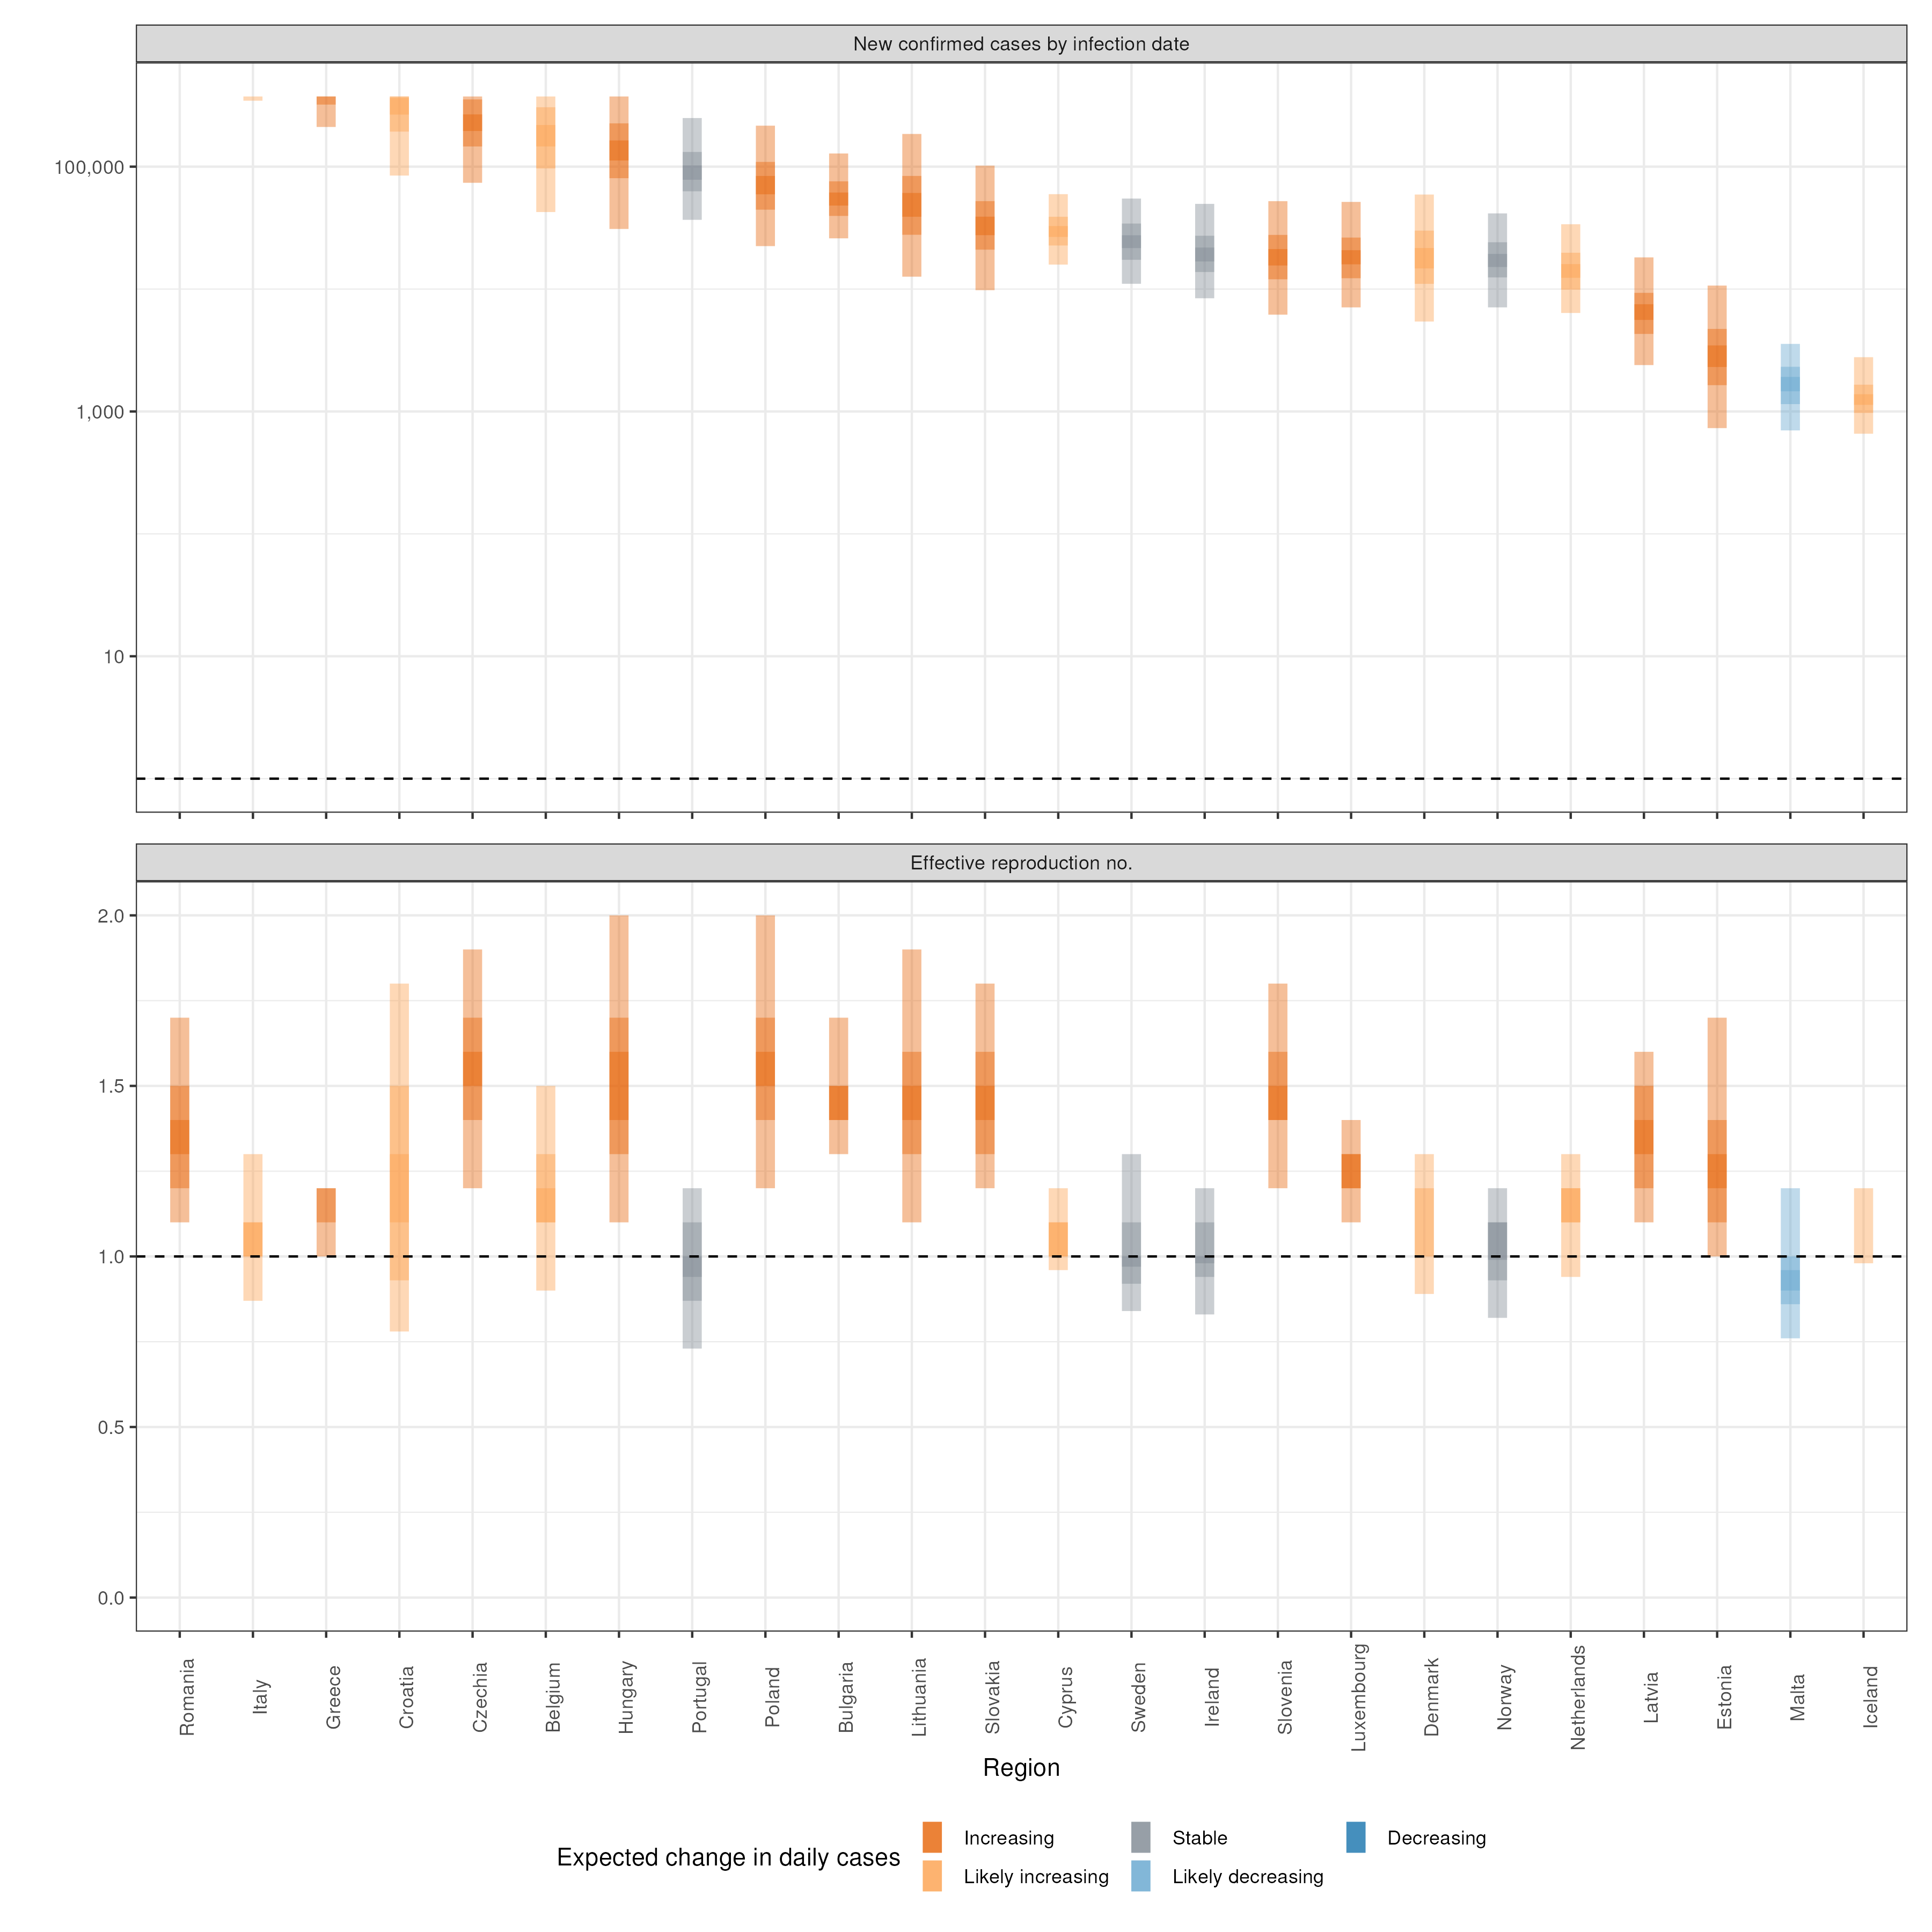 New confirmed cases by infection date
100,000
1,000
10
Effective reproduction no.
2.0
1.5
1.0
0.5
0.0
Romania
Italy
Greece
Croatia
Czechia
Belgium
Hungary
Portugal
Poland
Bulgaria
Lithuania
Slovakia
Cyprus
Sweden
Ireland
Slovenia
Luxembourg
Denmark
Norway
Netherlands
Latvia
Estonia
Malta
Iceland
Region
Expected change in daily cases
Increasing
Stable
Decreasing
Likely increasing
Likely decreasing